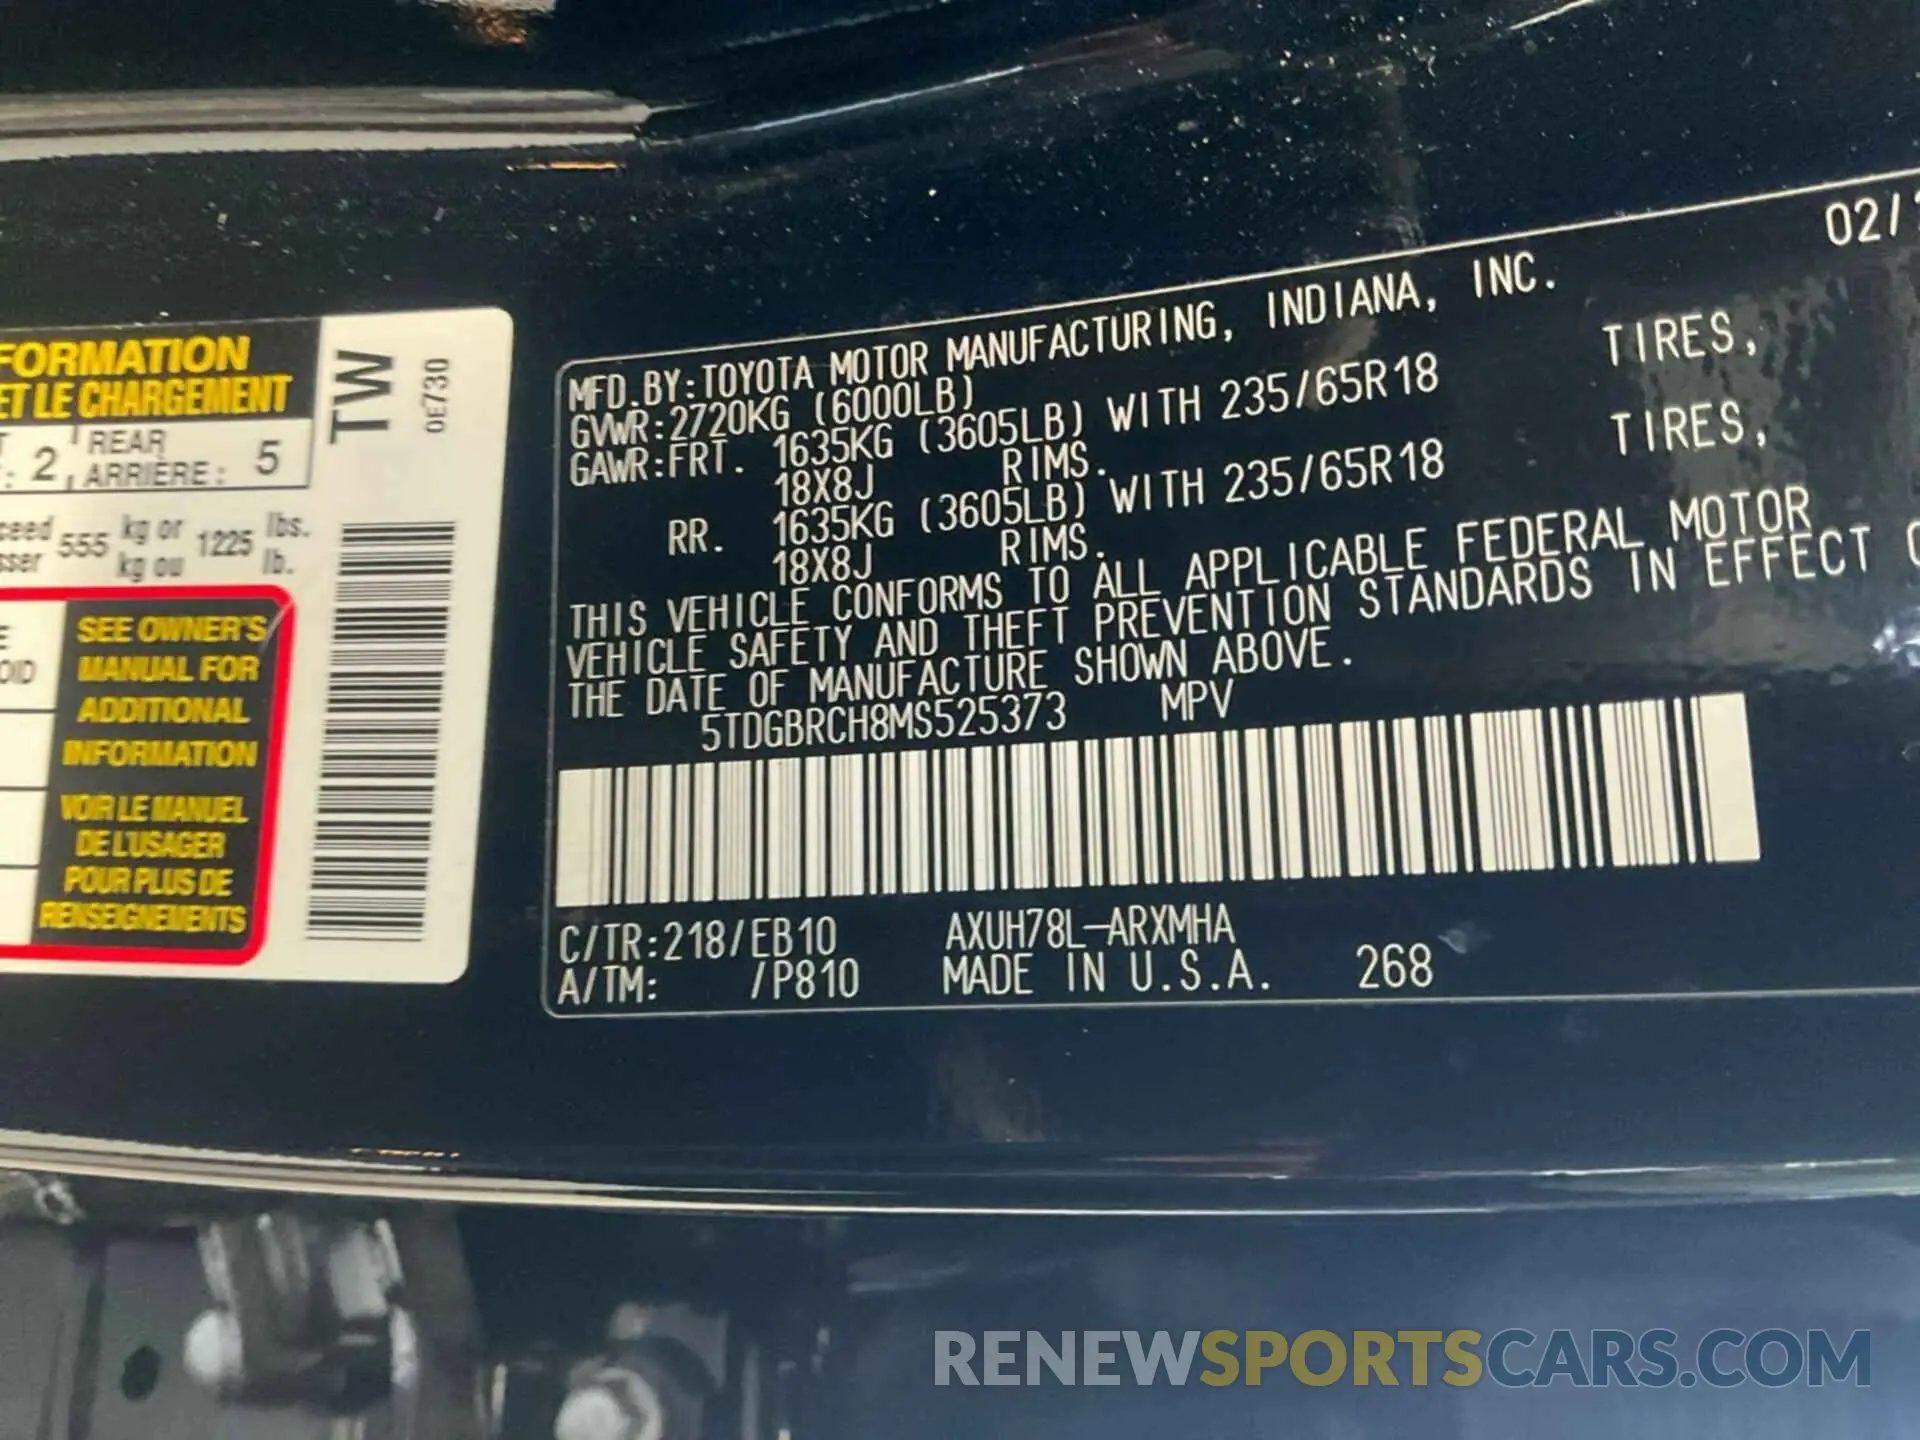 FORMATION
ET LE CHARGEMENT
: 2
REAR
ARRIÈRE : 5
555 kg or 1225 lbs.
kg ou lb.
SEE OWNER'S
MANUAL FOR
ADDITIONAL
INFORMATION
VOIR LE MANUEL
DE L'USAGER
POUR PLUS DE
RENSEIGNEMENTS
TW
0E730
02/
MFD.BY:TOYOTA MOTOR MANUFACTURING, INDIANA, INC.
GVWR:2720KG (6000LB)
GAWR:FRT. 1635KG (3605LB) WITH 235/65R18 TIRES,
18X8J RIMS.
RR. 1635KG (3605LB) WITH 235/65R18 TIRES,
18X8J RIMS.
THIS VEHICLE CONFORMS TO ALL APPLICABLE FEDERAL MOTOR
VEHICLE SAFETY AND THEFT PREVENTION STANDARDS IN EFFECT
THE DATE OF MANUFACTURE SHOWN ABOVE.
5TDGBRCH8MS525373 MPV
C/TR:218/EB10 AXUH78L-ARXMHA
A/TM: /P810 MADE IN U.S.A. 268
RENEWSPORTSCARS.COM